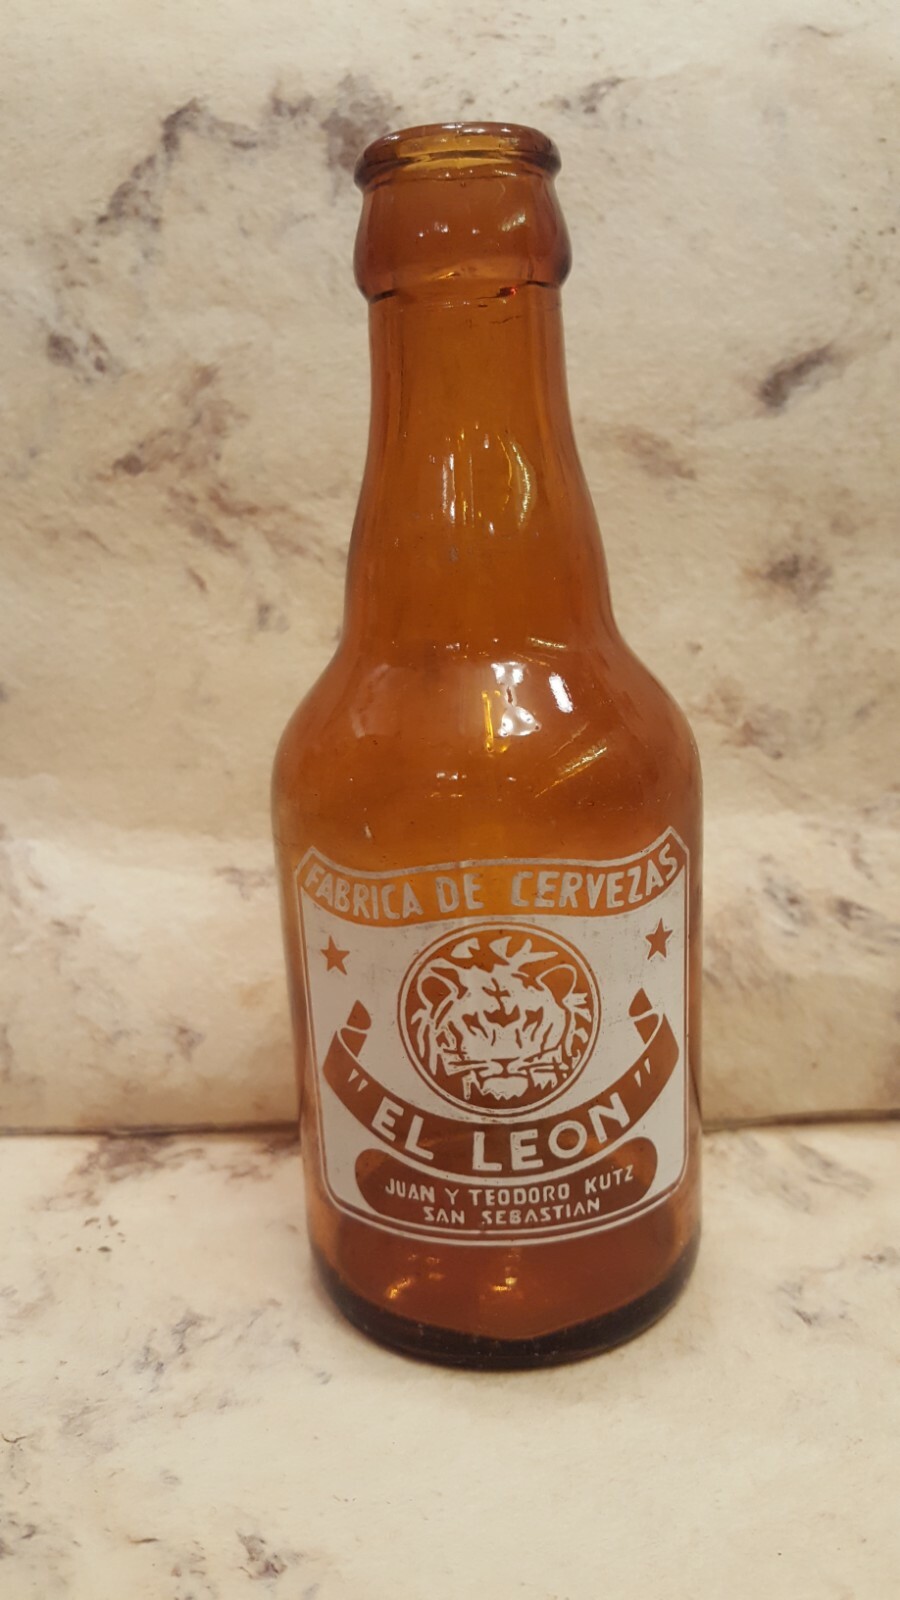 FABRICA DE CERVEZAS
" EL LEON "
JUAN Y TEODORO KUTZ
SAN SEBASTIAN